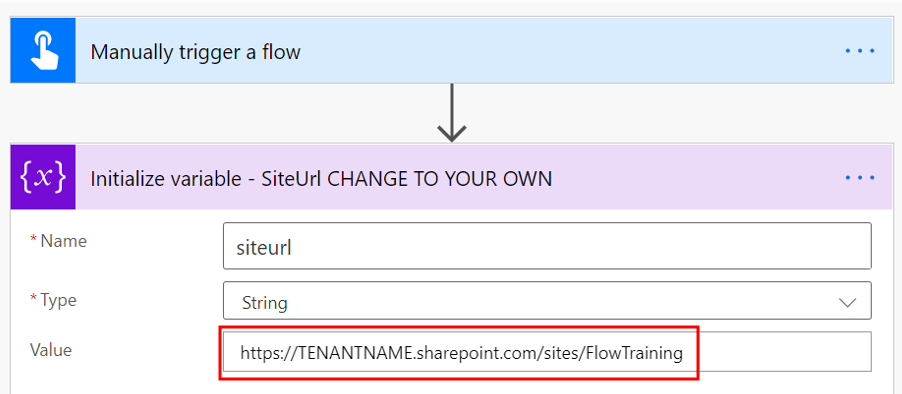 Manually trigger a flow
{x} Initialize variable - SiteUrl CHANGE TO YOUR OWN
* Name siteurl
* Type String
Value https://TENANTNAME.sharepoint.com/sites/FlowTraining